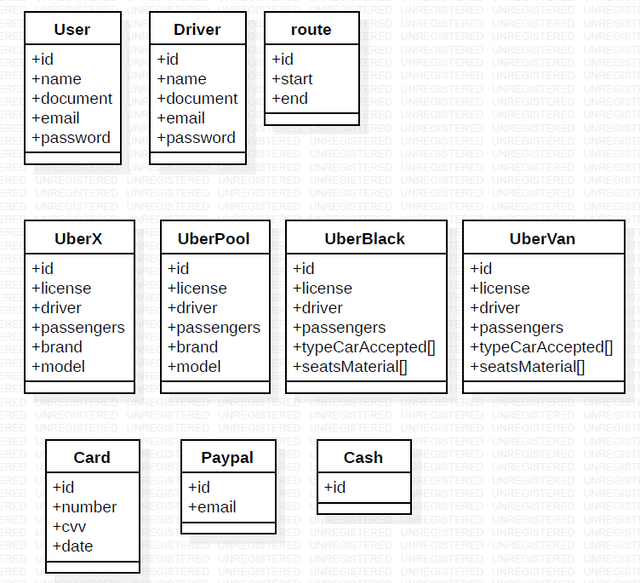 User
+id
+name
+document
+email
+password
Driver
+id
+name
+document
+email
+password
route
+id
+start
+end
UberX
+id
+license
+driver
+passengers
+brand
+model
UberPool
+id
+license
+driver
+passengers
+brand
+model
UberBlack
+id
+license
+driver
+passengers
+typeCarAccepted[]
+seatsMaterial[]
UberVan
+id
+license
+driver
+passengers
+typeCarAccepted[]
+seatsMaterial[]
Card
+id
+number
+cvv
+date
Paypal
+id
+email
Cash
+id
UNREGISTERED